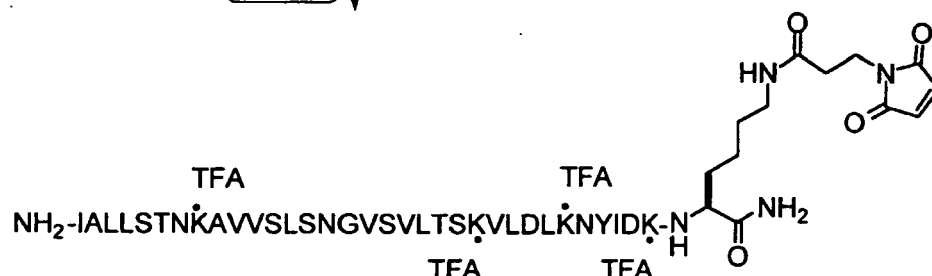 O O
HN N
O
TFA TFA
NH₂-IALLSTNKAVVSLSNGVSVLTSKVLDLKNYIDK-N NH₂
H O
TFA TFA